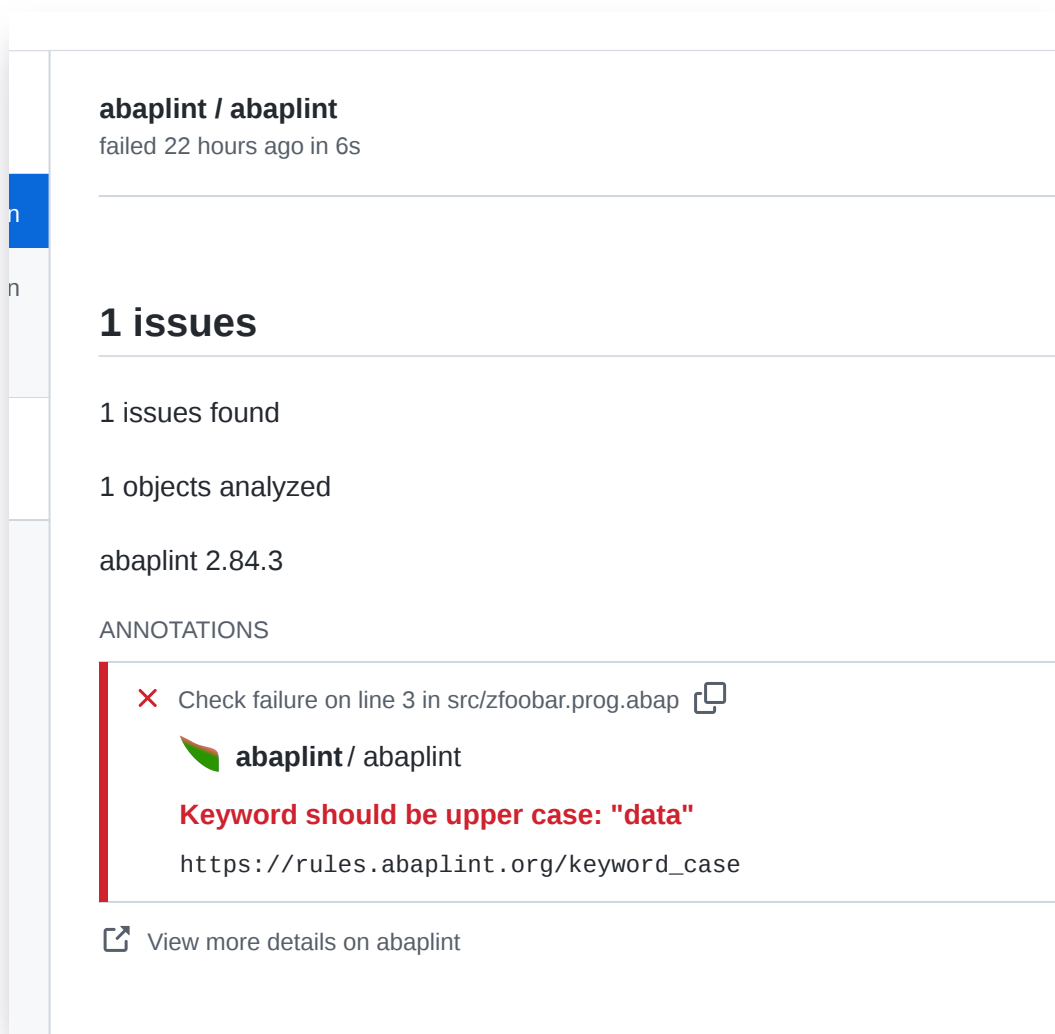 abaplint / abaplint
failed 22 hours ago in 6s
n
n
1 issues
1 issues found
1 objects analyzed
abaplint 2.84.3
ANNOTATIONS
Check failure on line 3 in src/zfoobar.prog.abap
abaplint / abaplint
Keyword should be upper case: "data"
https://rules.abaplint.org/keyword_case
View more details on abaplint